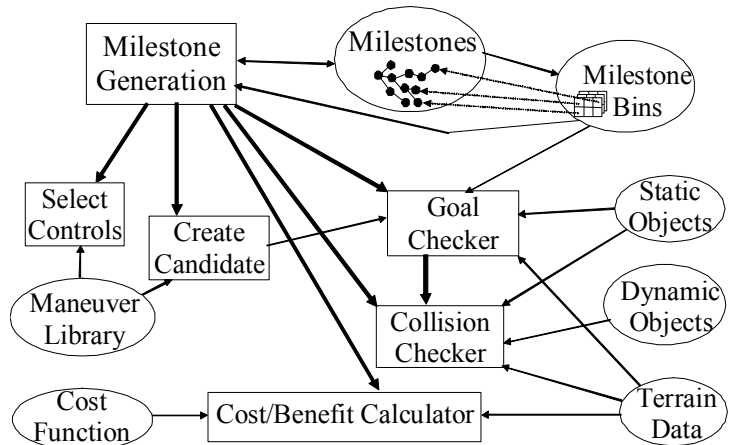 Milestone
Generation
Milestones
Milestone
Bins
Select
Controls
Create
Candidate
Goal
Checker
Static
Objects
Maneuver
Library
Collision
Checker
Dynamic
Objects
Cost
Function
Cost/Benefit Calculator
Terrain
Data